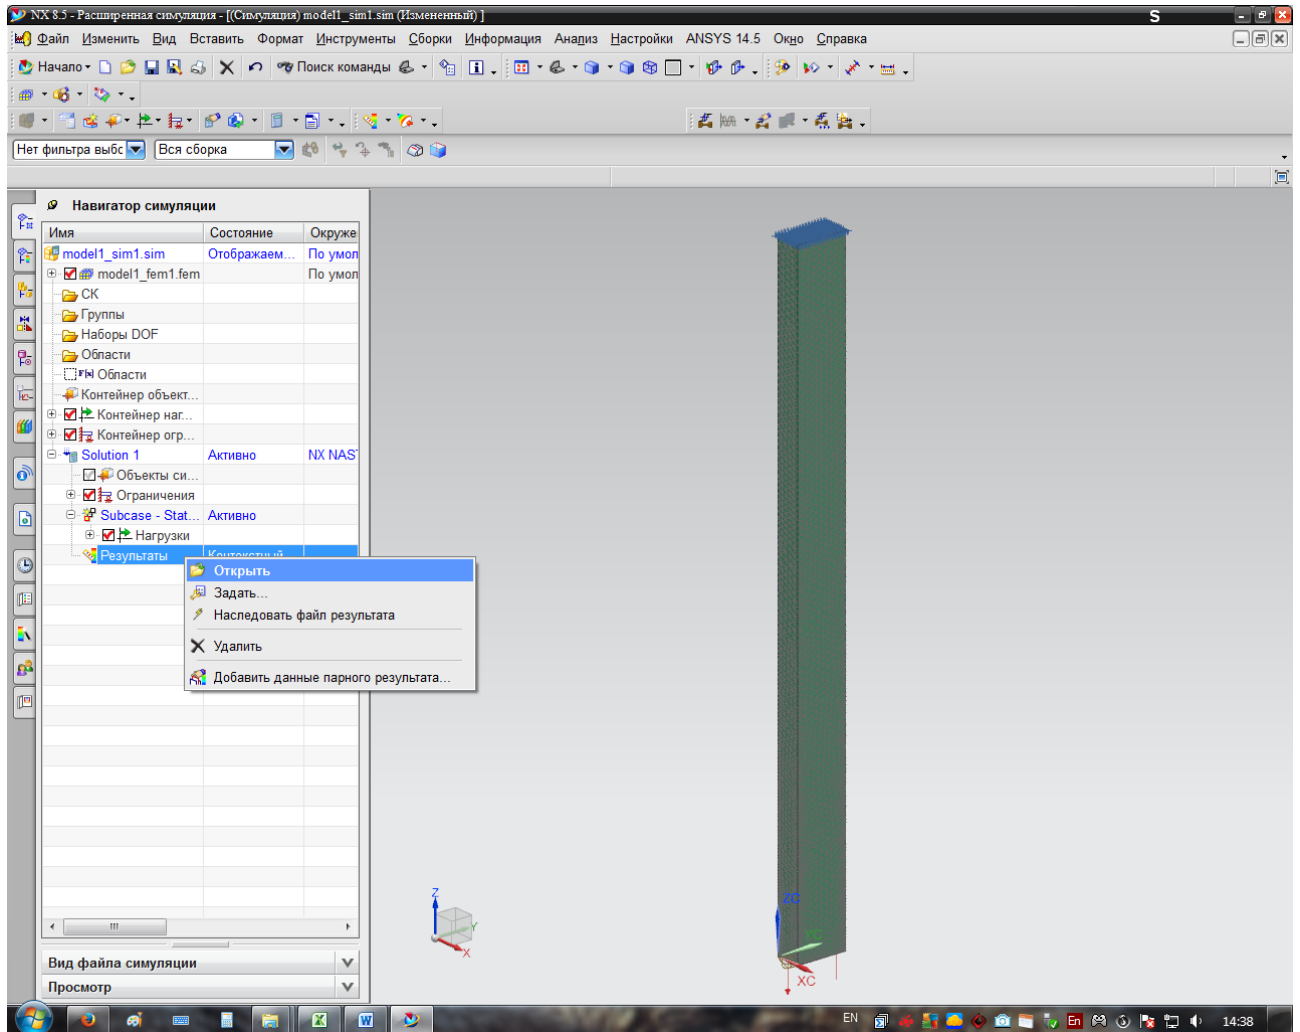 NX 8.5 - Расширенная симуляция - [(Симуляция) model1_sim1.sim (Измененный) ]
S
Файл Изменить Вид Вставить Формат Инструменты Сборки Информация Анализ Настройки ANSYS 14.5 Окно Справка
Начало Поиск команды
Нет фильтра выбс Вся сборка
Навигатор симуляции
Имя Состояние Окруже
model1_sim1.sim Отображаем... По умол
model1_fem1.fem По умол
СК
Группы
Наборы DOF
Области
F[x] Области
Контейнер объект...
Контейнер наг...
Контейнер огр...
Solution 1 Активно NX NAS
Объекты си...
Ограничения
Subcase - Stat... Активно
Нагрузки
Результаты Контекстный
Открыть
Задать...
Наследовать файл результата
Удалить
Добавить данные парного результата...
Z
Y
X
ZC
YC
XC
Вид файла симуляции
Просмотр
EN En 14:38